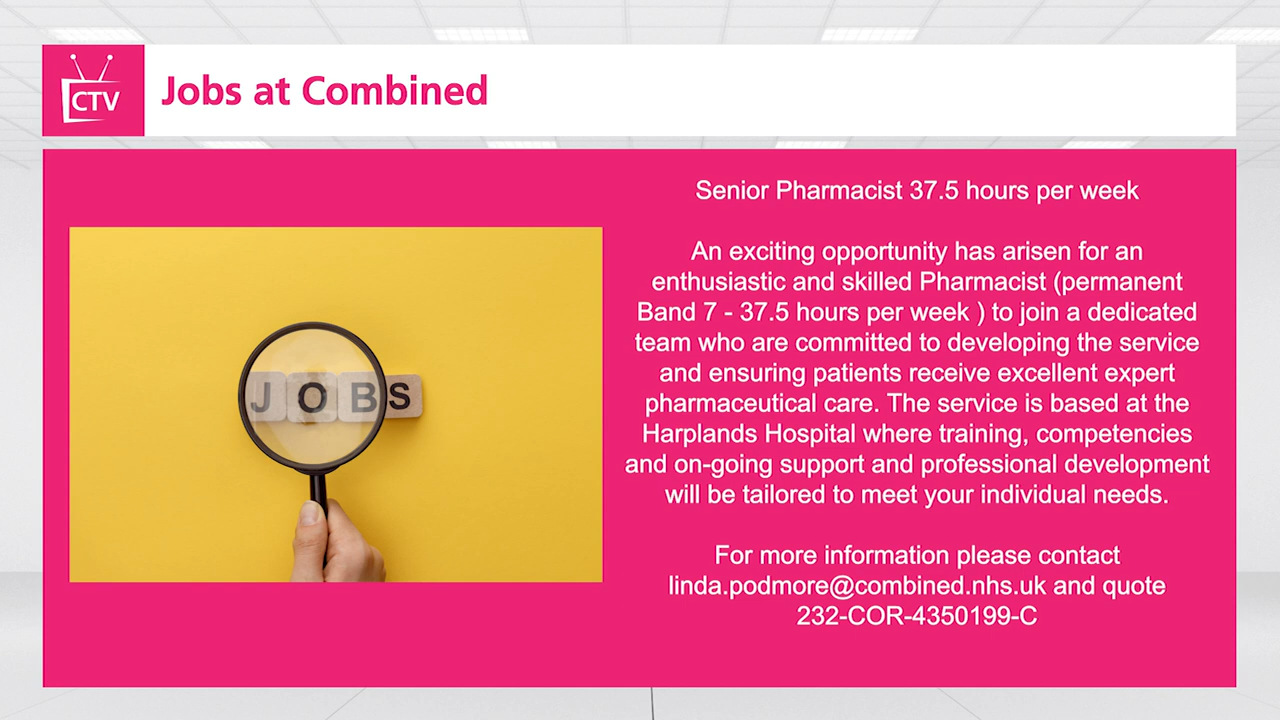 CTV
Jobs at Combined
JOBS
Senior Pharmacist 37.5 hours per week
An exciting opportunity has arisen for an
enthusiastic and skilled Pharmacist (permanent
Band 7 - 37.5 hours per week ) to join a dedicated
team who are committed to developing the service
and ensuring patients receive excellent expert
pharmaceutical care. The service is based at the
Harplands Hospital where training, competencies
and on-going support and professional development
will be tailored to meet your individual needs.
For more information please contact
linda.podmore@combined.nhs.uk and quote
232-COR-4350199-C